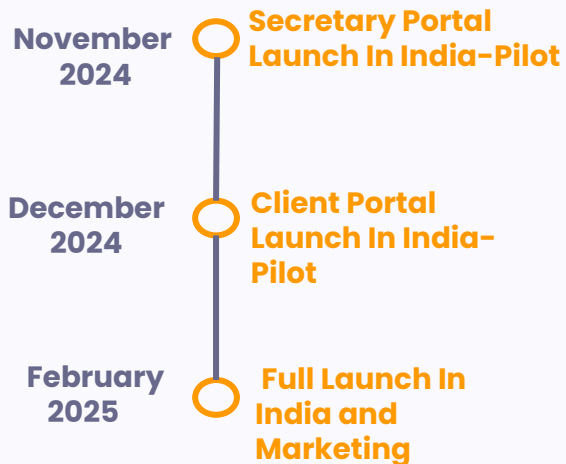 November
2024
Secretary Portal
Launch In India-Pilot
December
2024
Client Portal
Launch In India-
Pilot
February
2025
Full Launch In
India and
Marketing